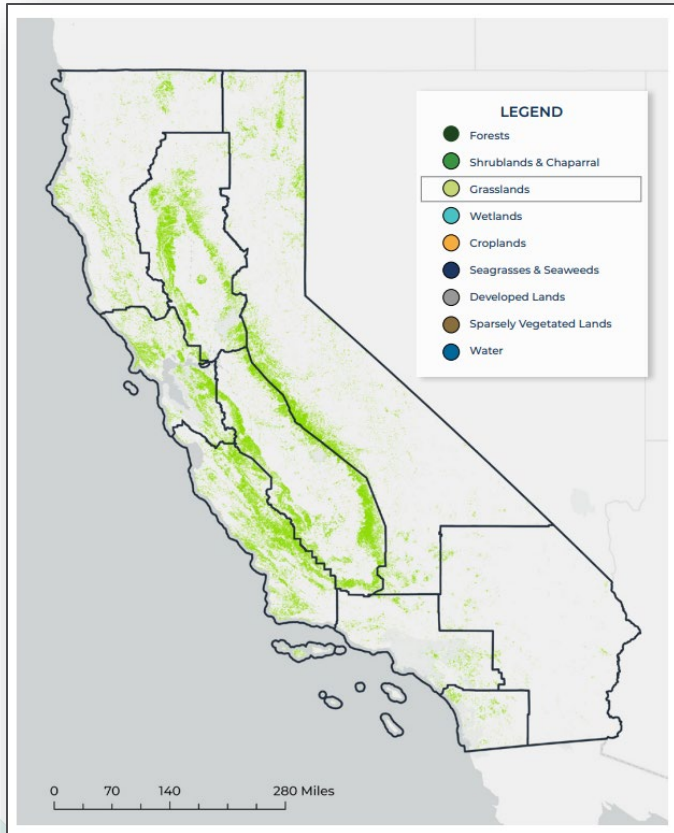 LEGEND
Forests
Shrublands & Chaparral
Grasslands
Wetlands
Croplands
Seagrasses & Seaweeds
Developed Lands
Sparsely Vegetated Lands
Water
0 70 140 280 Miles